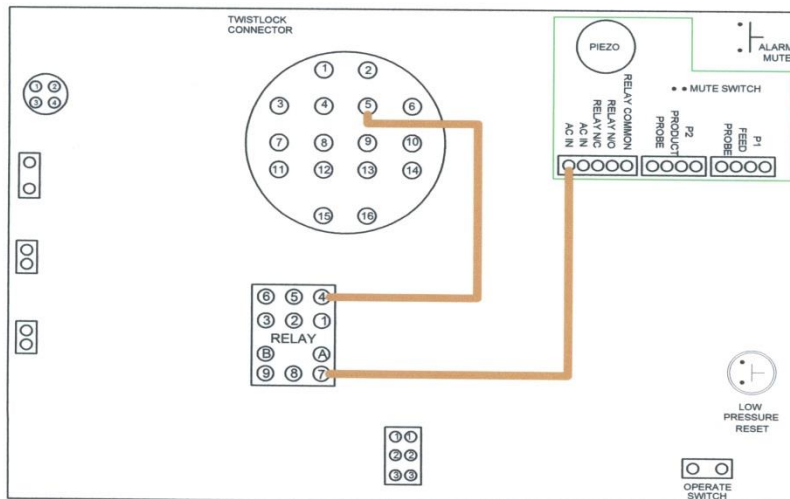 TWISTLOCK
CONNECTOR
1 2
3 4 5 6
7 8 9 10
11 12 13 14
15 16
1 2
3 4
PIEZO
ALARM
MUTE
MUTE SWITCH
RELAY COMMON
RELAY N/O
RELAY N/C
AC IN
AC IN
P2
PRODUCT
PROBE
P1
FEED
PROBE
6 5 4
3 2 1
RELAY
B A
9 8 7
1 1
2 2
3 3
LOW
PRESSURE
RESET
OPERATE
SWITCH